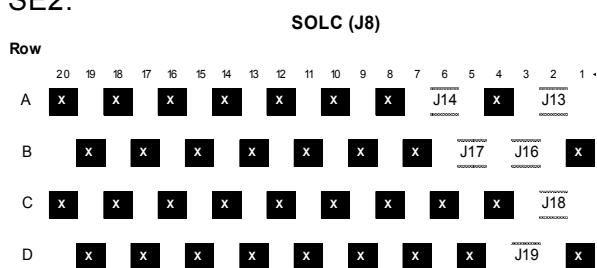 SE2:
SOLC (J8)
Row
20 19 18 17 16 15 14 13 12 11 10 9 8 7 6 5 4 3 2 1
A x x x x x x x J14 x J13
B x x x x x x x J17 J16 x
C x x x x x x x x x J18
D x x x x x x x x J19 x